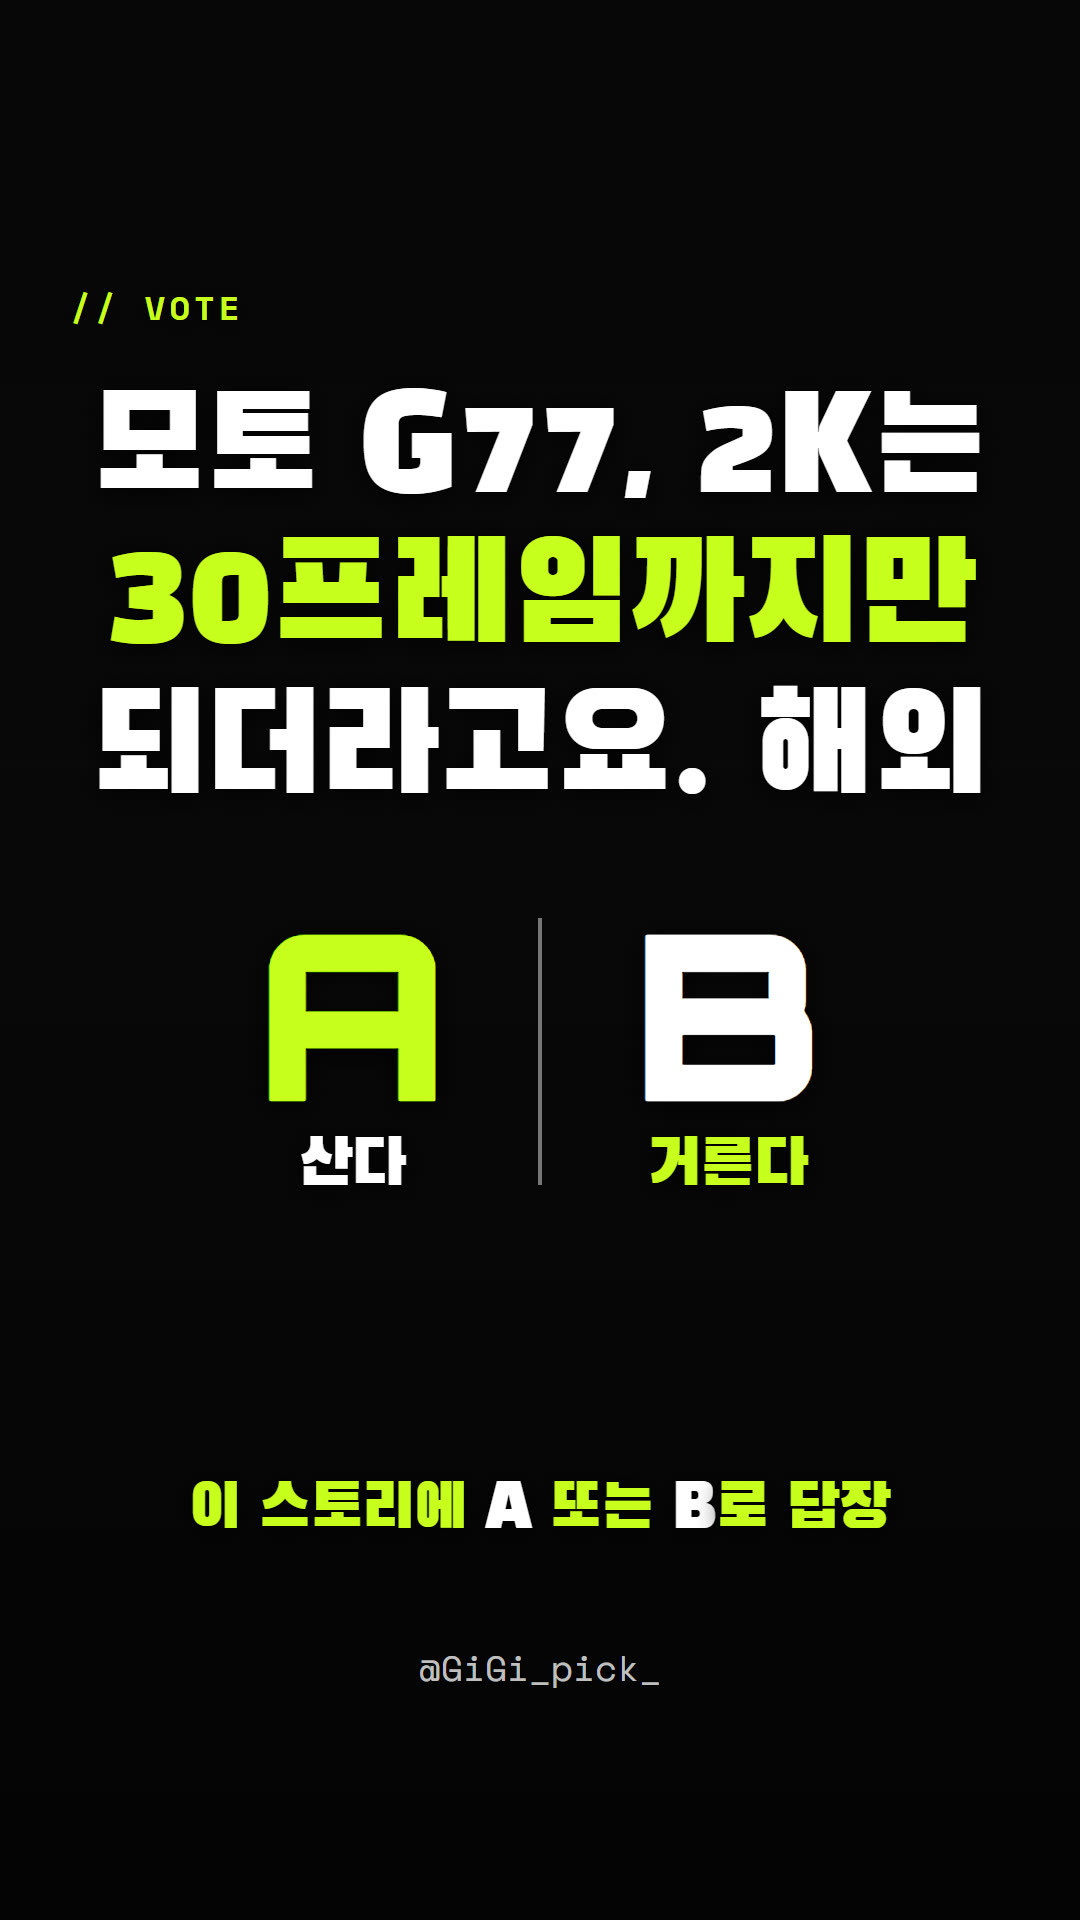 // VOTE
모토 G77, 2K는
30프레임까지만
되더라고요. 해외
A
산다
B
거른다
이 스토리에 A 또는 B로 답장
@GiGi_pick_